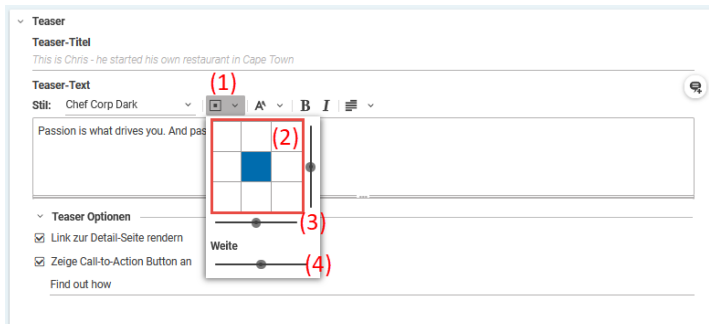 Teaser
Teaser-Titel
This is Chris - he started his own restaurant in Cape Town
Teaser-Text
(1)
Stil: Chef Corp Dark A B I
Passion is what drives you. And pas
(2)
(3)
Teaser Optionen
Link zur Detail-Seite rendern
Weite
Zeige Call-to-Action Button an
(4)
Find out how